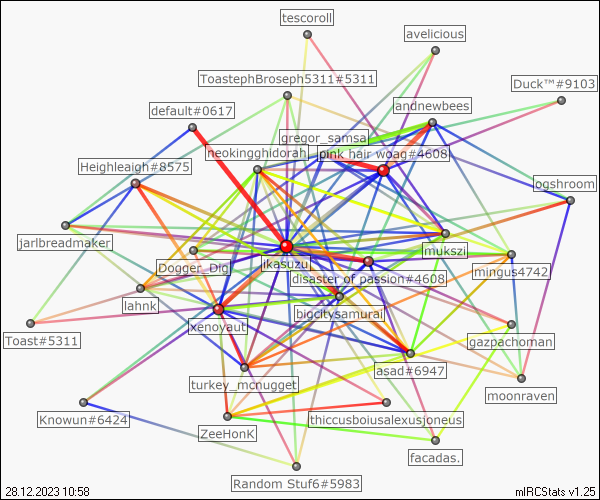 tescoroll
avelicious
ToastephBroseph5311#5311
Duck™#9103
default#0617
andnewbees
gregor_samsa
neokingghidorah
pink hair woag#4608
Heighleaigh#8575
ogshroom
jarlbreadmaker
mukszi
Dogger_Dig
ikasuzu
mingus4742
disaster of passion#4608
lahnk
xenoyaut
bigcitysamurai
Toast#5311
gazpachoman
turkey_mcnugget
asad#6947
moonraven
Knowun#6424
thiccusboiusalexusjoneus
ZeeHonK
facadas.
Random Stuf6#5983
28.12.2023 10:58
mIRCStats v1.25